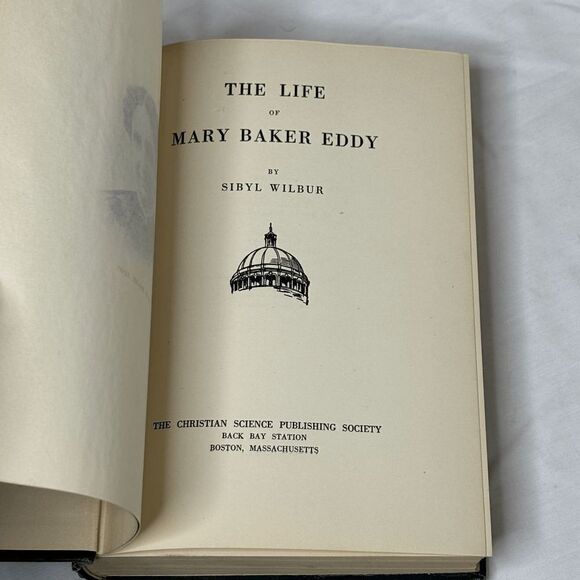 THE LIFE
OF
MARY BAKER EDDY
BY
SIBYL WILBUR
THE CHRISTIAN SCIENCE PUBLISHING SOCIETY
BACK BAY STATION
BOSTON, MASSACHUSETTS